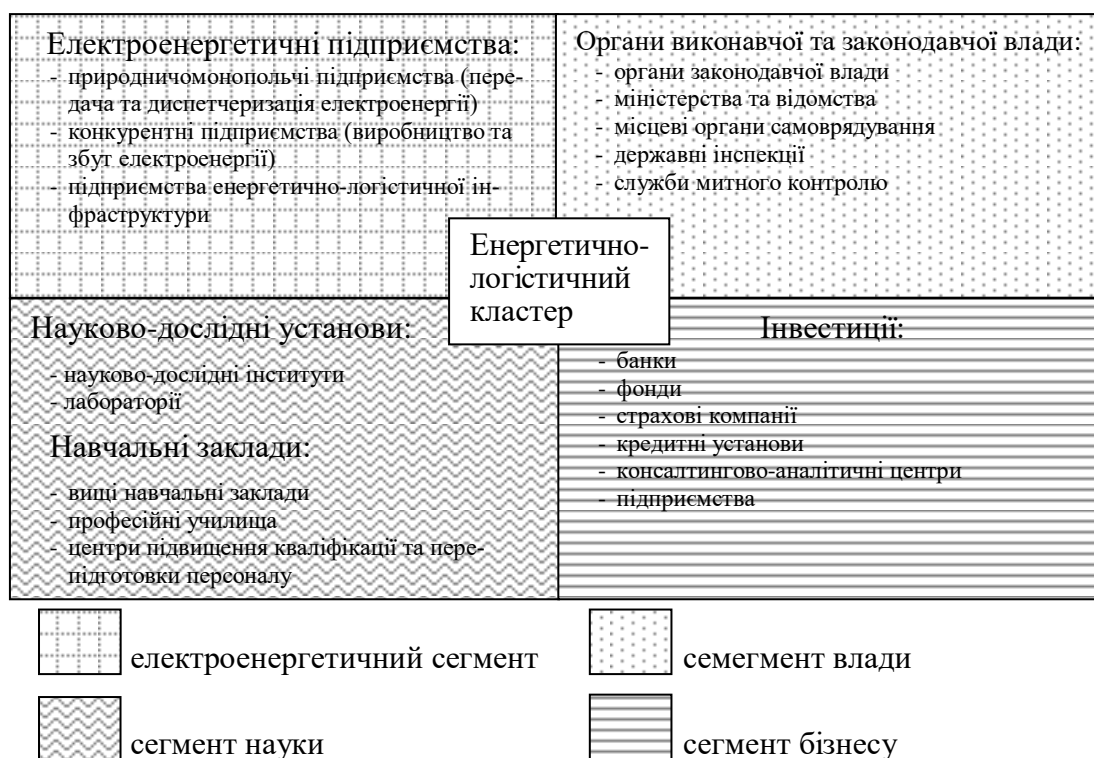 Електроенергетичні підприємства:
- природничомонопольчі підприємства (пере-
дача та диспетчеризація електроенергії)
- конкурентні підприємства (виробництво та
збут електроенергії)
- підприємства енергетично-логістичної ін-
фраструктури
Органи виконавчої та законодавчої влади:
- органи законодавчої влади
- міністерства та відомства
- місцеві органи самоврядування
- державні інспекції
- служби митного контролю
Енергетично-
логістичний
кластер
Науково-дослідні установи:
- науково-дослідні інститути
- лабораторії
Навчальні заклади:
- вищі навчальні заклади
- професійні училища
- центри підвищення кваліфікації та пере-
підготовки персоналу
Інвестиції:
- банки
- фонди
- страхові компанії
- кредитні установи
- консалтингово-аналітичні центри
- підприємства
електроенергетичний сегмент
семегмент влади
сегмент науки
сегмент бізнесу